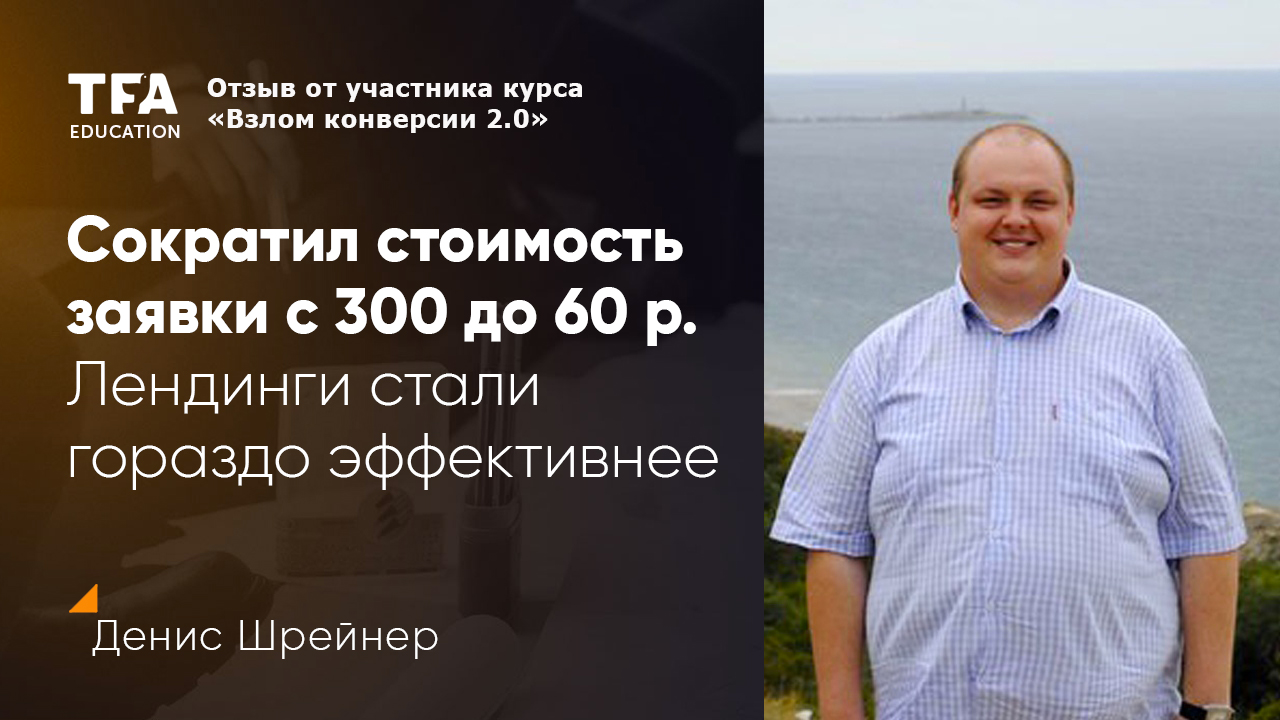 TFA
EDUCATION
Отзыв от участника курса
«Взлом конверсии 2.0»
Сократил стоимость
заявки с 300 до 60 р.
Лендинги стали
гораздо эффективнее
Денис Шрейнер